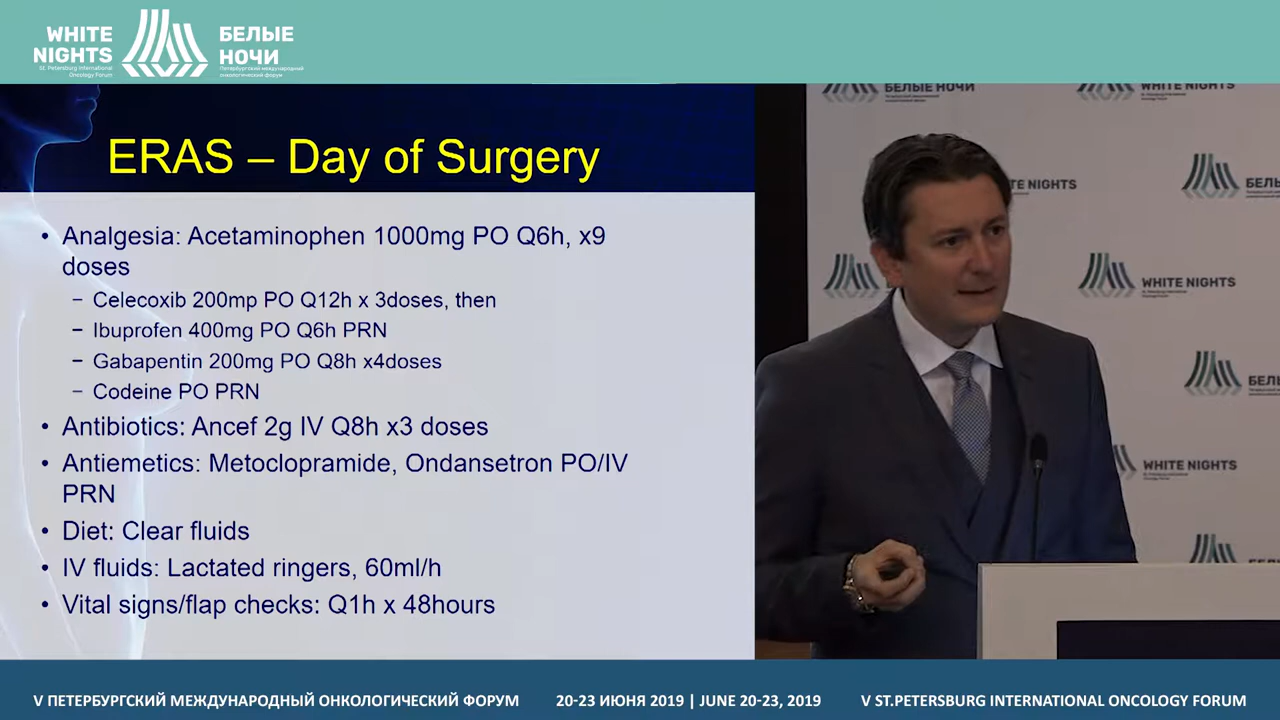 WHITE
NIGHTS
St. Petersburg International
Oncology Forum
БЕЛЫЕ
НОЧИ
Петербургский международный
онкологический форум
ERAS – Day of Surgery
• Analgesia: Acetaminophen 1000mg PO Q6h, x9
doses
– Celecoxib 200mp PO Q12h x 3doses, then
– Ibuprofen 400mg PO Q6h PRN
– Gabapentin 200mg PO Q8h x4doses
– Codeine PO PRN
• Antibiotics: Ancef 2g IV Q8h x3 doses
• Antiemetics: Metoclopramide, Ondansetron PO/IV
PRN
• Diet: Clear fluids
• IV fluids: Lactated ringers, 60ml/h
• Vital signs/flap checks: Q1h x 48hours
БЕЛЫЕ НОЧИ
WHITE NIGHTS
TE NIGHTS
БЕЛЫ
WHITE NIGHTS
БЕЛЫ
WHITE NIGHTS
БЕЛЫ
V ПЕТЕРБУРГСКИЙ МЕЖДУНАРОДНЫЙ ОНКОЛОГИЧЕСКИЙ ФОРУМ 20-23 ИЮНЯ 2019 | JUNE 20-23, 2019 V ST.PETERSBURG INTERNATIONAL ONCOLOGY FORUM